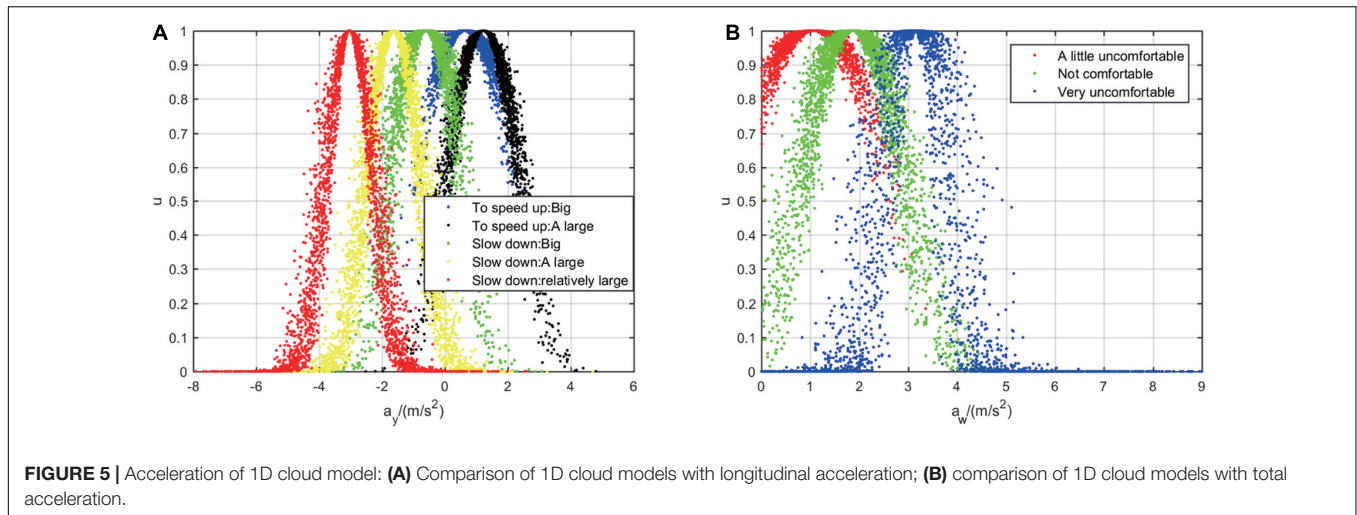 A
1
0.9
0.8
0.7
0.6
0.5
0.4
0.3
0.2
0.1
0
u
To speed up:Big
To speed up:A large
Slow down:Big
Slow down:A large
Slow down:relatively large
-8 -6 -4 -2 0 2 4 6
a_y/(m/s^2)
B
1
0.9
0.8
0.7
0.6
0.5
0.4
0.3
0.2
0.1
0
u
A little uncomfortable
Not comfortable
Very uncomfortable
0 1 2 3 4 5 6 7 8 9
a_w/(m/s^2)
FIGURE 5 | Acceleration of 1D cloud model: (A) Comparison of 1D cloud models with longitudinal acceleration; (B) comparison of 1D cloud models with total
acceleration.